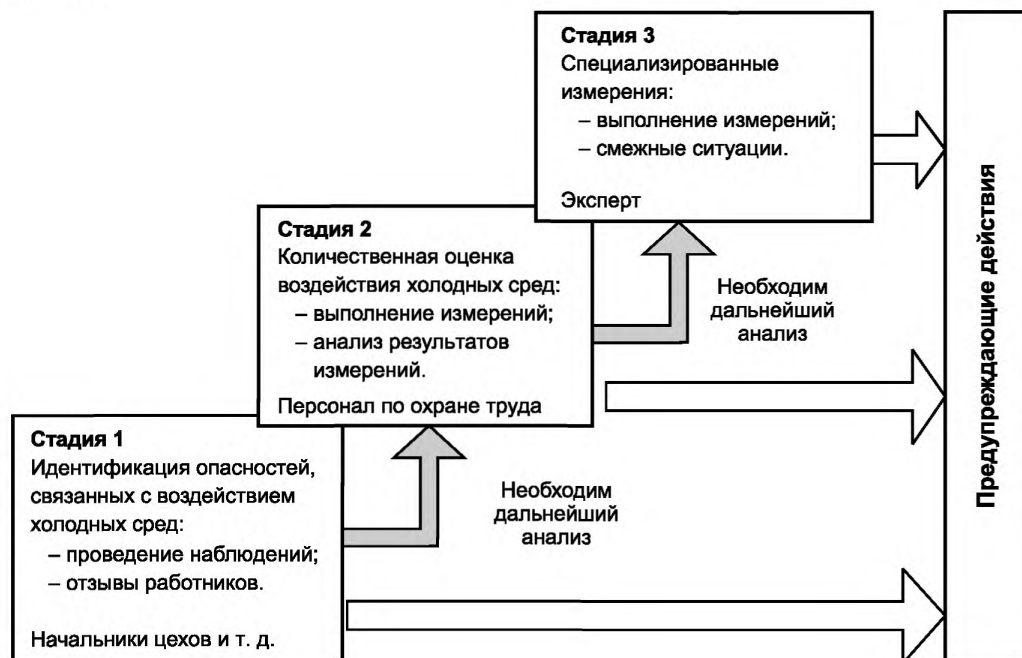 Стадия 3
Специализированные
измерения:
– выполнение измерений;
– смежные ситуации.
Эксперт
Стадия 2
Количественная оценка
воздействия холодных сред:
– выполнение измерений;
– анализ результатов
измерений.
Персонал по охране труда
Необходим
дальнейший
анализ
Стадия 1
Идентификация опасностей,
связанных с воздействием
холодных сред:
– проведение наблюдений;
– отзывы работников.
Начальники цехов и т. д.
Необходим
дальнейший
анализ
Предупреждающие действия